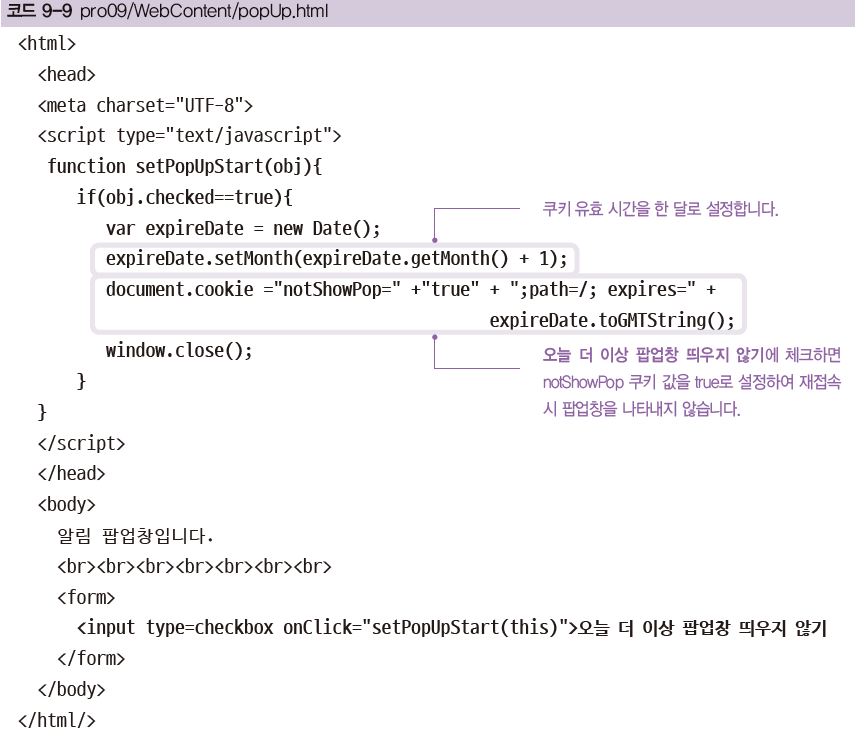 코드 9-9 pro09/WebContent/popUp.html
<html>
<head>
<meta charset="UTF-8">
<script type="text/javascript">
function setPopUpStart(obj){
if(obj.checked==true){
쿠키 유효 시간을 한 달로 설정합니다.
var expireDate = new Date();
expireDate.setMonth(expireDate.getMonth() + 1);
document.cookie ="notShowPop=" +"true" + ";path=/; expires=" +
expireDate.toGMTString();
window.close();
오늘 더 이상 팝업창 띄우지 않기에 체크하면
notShowPop 쿠키 값을 true로 설정하여 재접속
시 팝업창을 나타내지 않습니다.
}
}
</script>
</head>
<body>
알림 팝업창입니다.
<br><br><br><br><br><br><br>
<form>
<input type=checkbox onClick="setPopUpStart(this)">오늘 더 이상 팝업창 띄우지 않기
</form>
</body>
</html/>